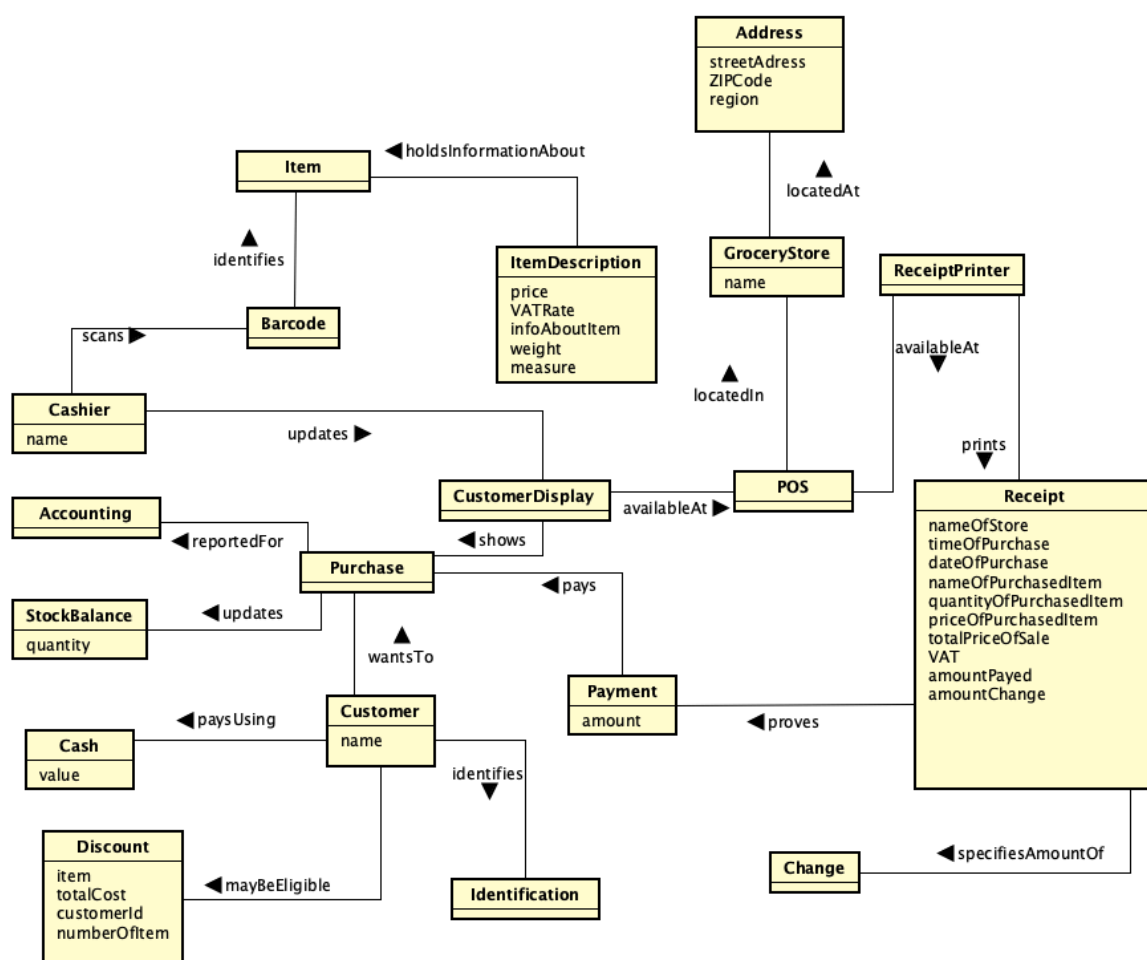 Address
streetAdress
ZIPCode
region
locatedAt
holdsInformationAbout
Item
identifies
ItemDescription
price
VATRate
infoAboutItem
weight
measure
GroceryStore
name
ReceiptPrinter
availableAt
Barcode
scans
locatedIn
Cashier
name
updates
prints
CustomerDisplay
availableAt
POS
Receipt
nameOfStore
timeOfPurchase
dateOfPurchase
nameOfPurchasedItem
quantityOfPurchasedItem
priceOfPurchasedItem
totalPriceOfSale
VAT
amountPayed
amountChange
Accounting
reportedFor
shows
Purchase
pays
StockBalance
quantity
updates
wantsTo
Payment
amount
proves
Customer
name
paysUsing
Cash
value
identifies
Discount
item
totalCost
customerId
numberOfItem
mayBeEligible
Identification
Change
specifiesAmountOf